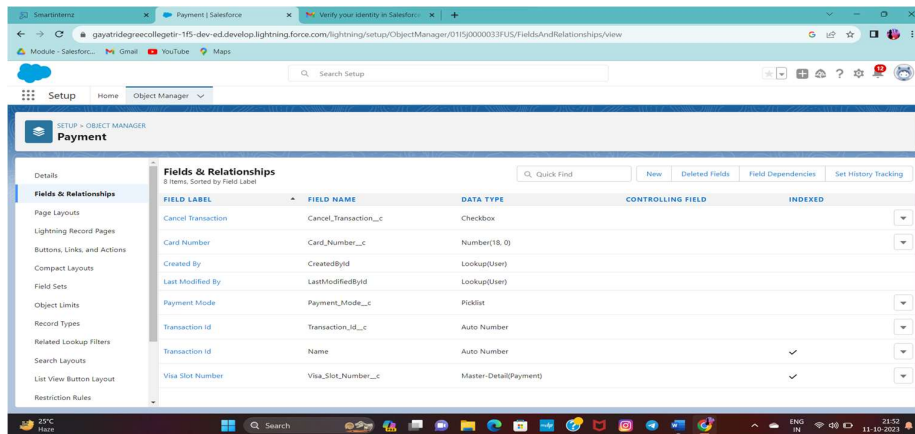 Smartinternz
Payment | Salesforce
Verify your identity in Salesforce
gayatridegreecollegetir-1f5-dev-ed.develop.lightning.force.com/lightning/setup/ObjectManager/01I5j0000033FUS/FieldsAndRelationships/view
Module - Salesforc...
Gmail
YouTube
Maps
Search Setup
12
Setup
Home
Object Manager
SETUP > OBJECT MANAGER
Payment
Details
Fields & Relationships
Page Layouts
Lightning Record Pages
Buttons, Links, and Actions
Compact Layouts
Field Sets
Object Limits
Record Types
Related Lookup Filters
Search Layouts
List View Button Layout
Restriction Rules
Fields & Relationships
8 Items, Sorted by Field Label
Quick Find
New
Deleted Fields
Field Dependencies
Set History Tracking
FIELD LABEL FIELD NAME DATA TYPE CONTROLLING FIELD INDEXED
Cancel Transaction Cancel_Transaction__c Checkbox
Card Number Card_Number__c Number(18, 0)
Created By CreatedById Lookup(User)
Last Modified By LastModifiedById Lookup(User)
Payment Mode Payment_Mode__c Picklist
Transaction Id Transaction_Id__c Auto Number
Transaction Id Name Auto Number
Visa Slot Number Visa_Slot_Number__c Master-Detail(Payment)
25°C
Haze
Search
ENG
IN
21:52
11-10-2023